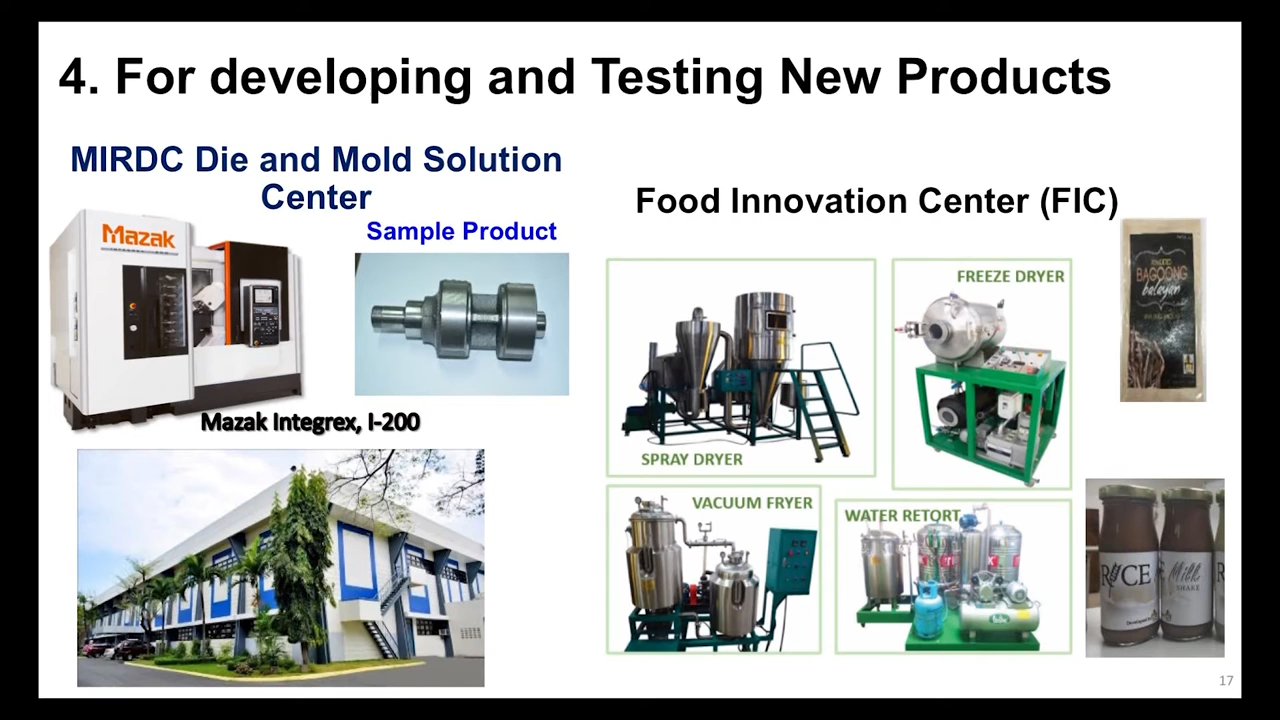 4. For developing and Testing New Products
MIRDC Die and Mold Solution
Center
Sample Product
Mazak
Mazak Integrex, I-200
Food Innovation Center (FIC)
SPRAY DRYER
FREEZE DRYER
VACUUM FRYER
WATER RETORT
BAGOONG
balayan
RYCE
Milk
SHAKE
17